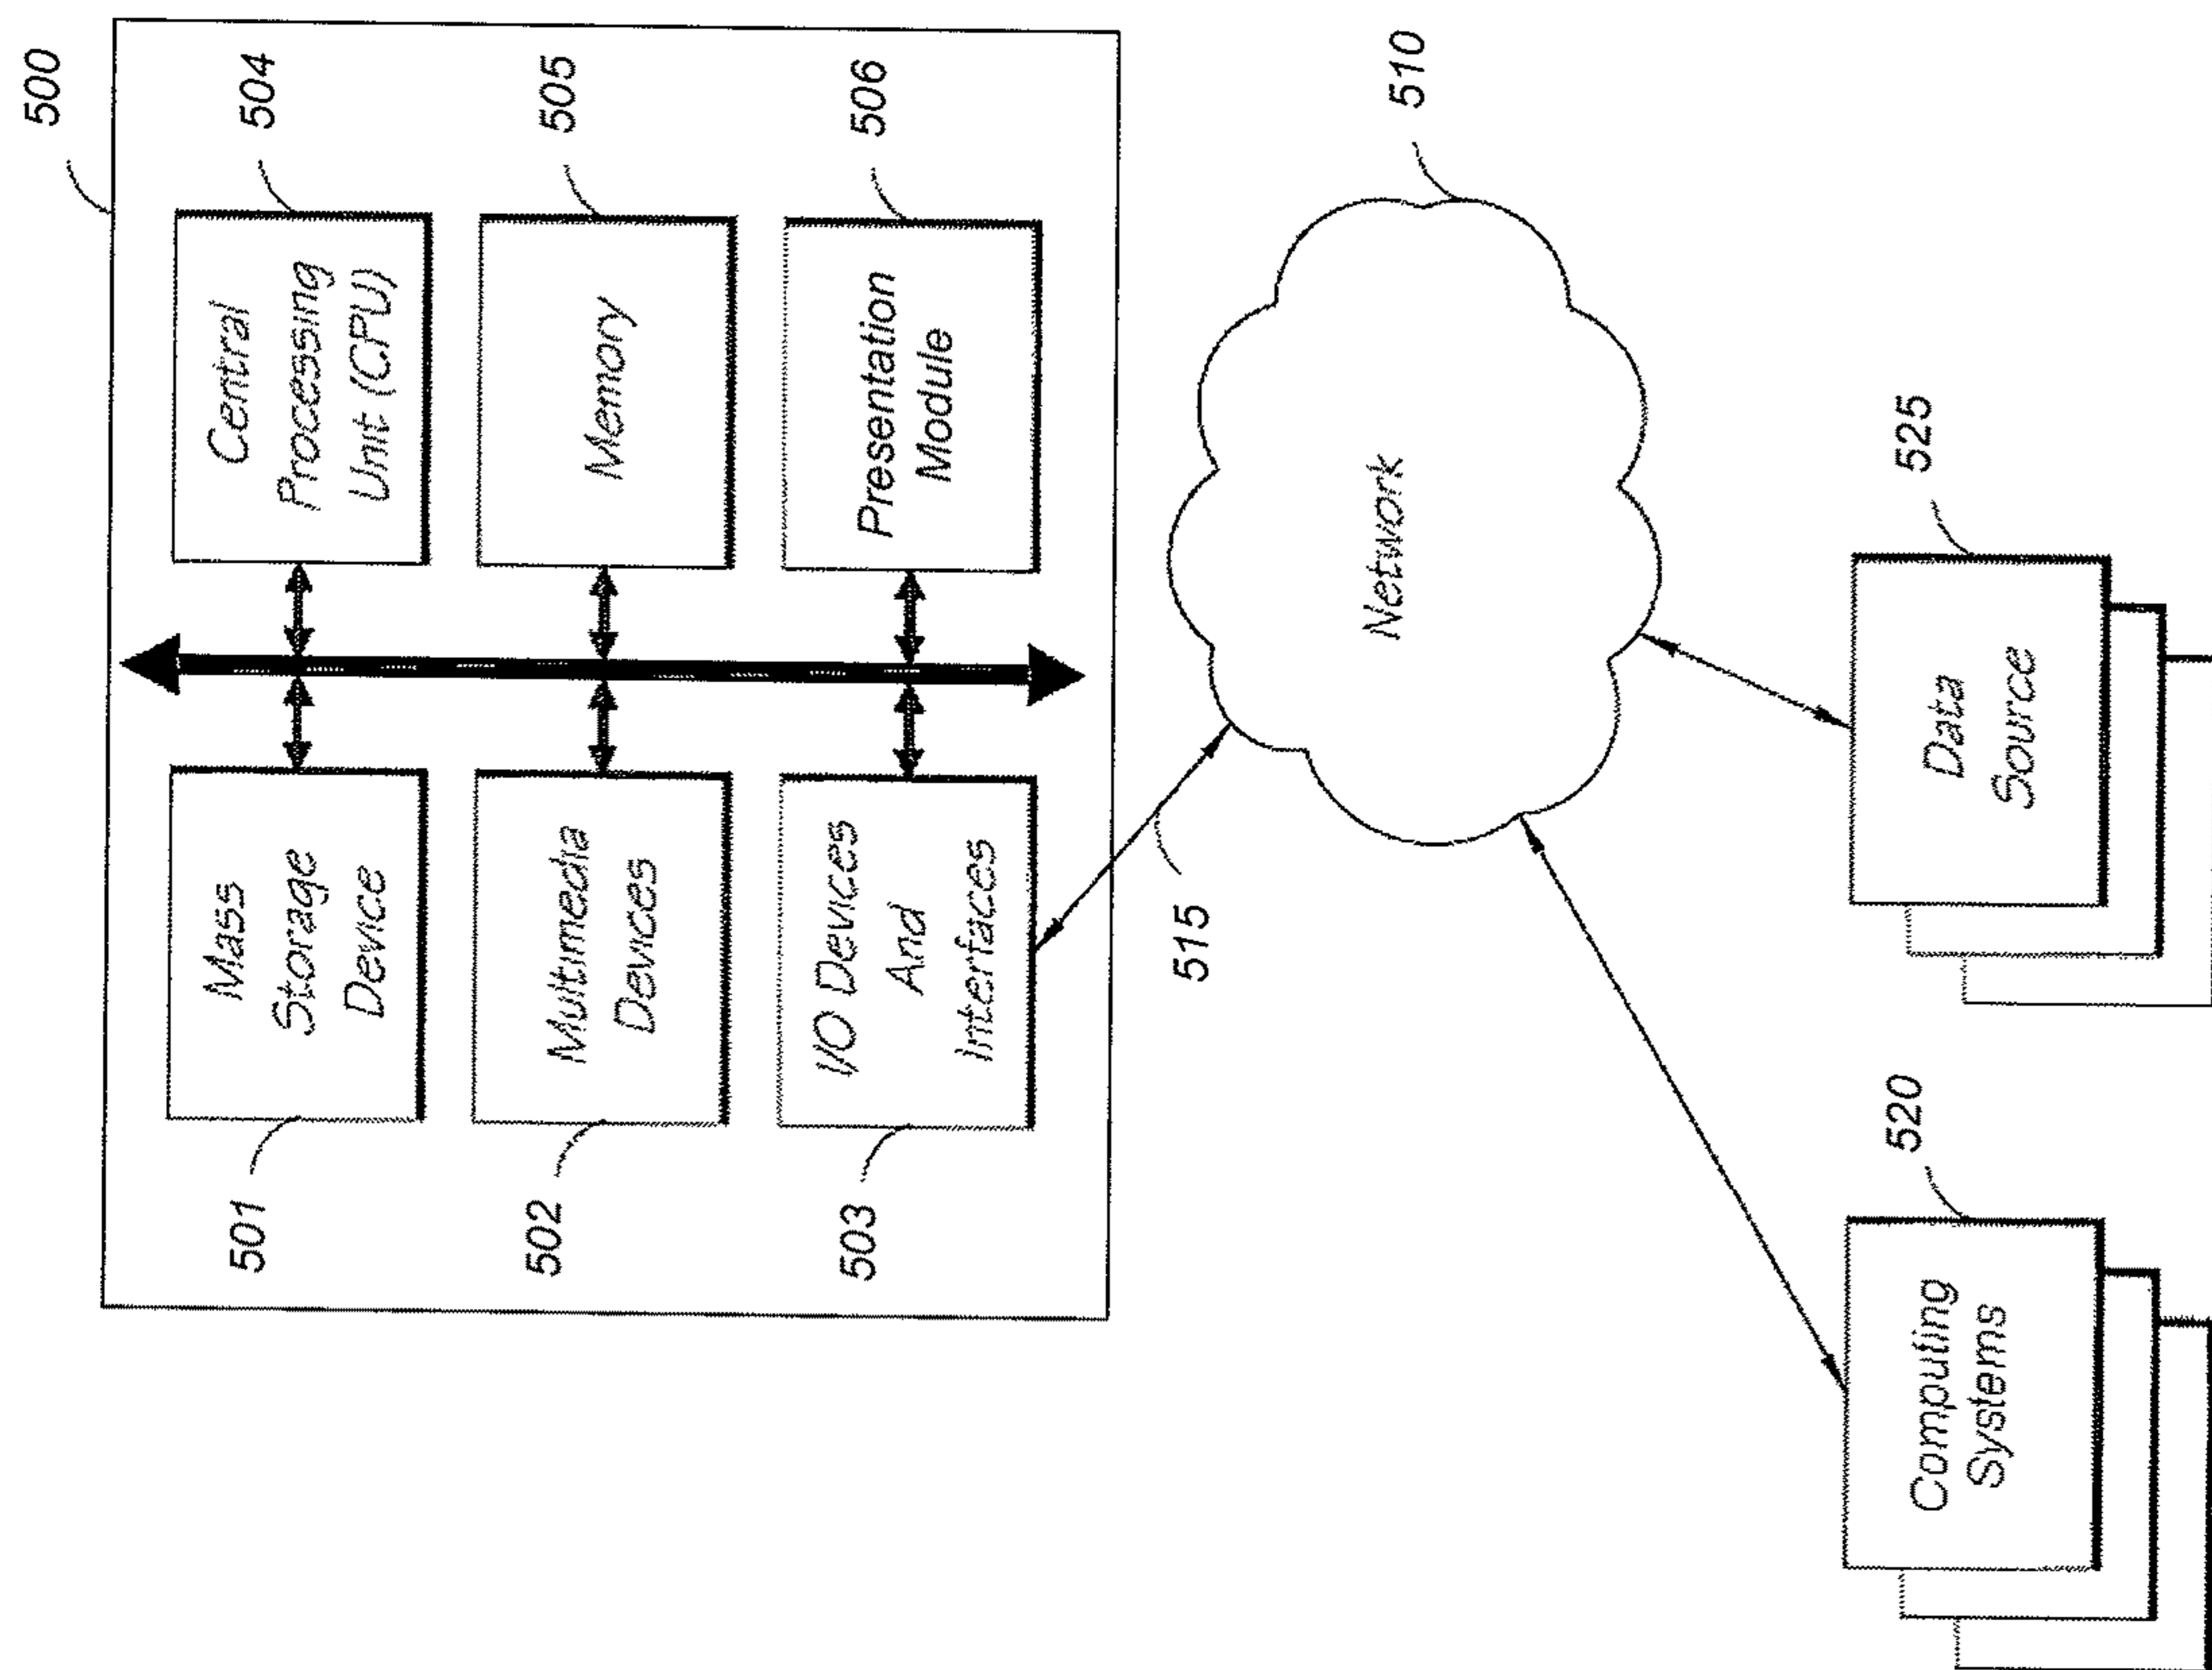 500
501
Mass
Storage
Device
Central
Processing
Unit (CPU)
504
502
Multimedia
Devices
Memory
505
503
I/O Devices
And
Interfaces
Presentation
Module
506
515
Network
510
Computing
Systems
520
Data
Source
525